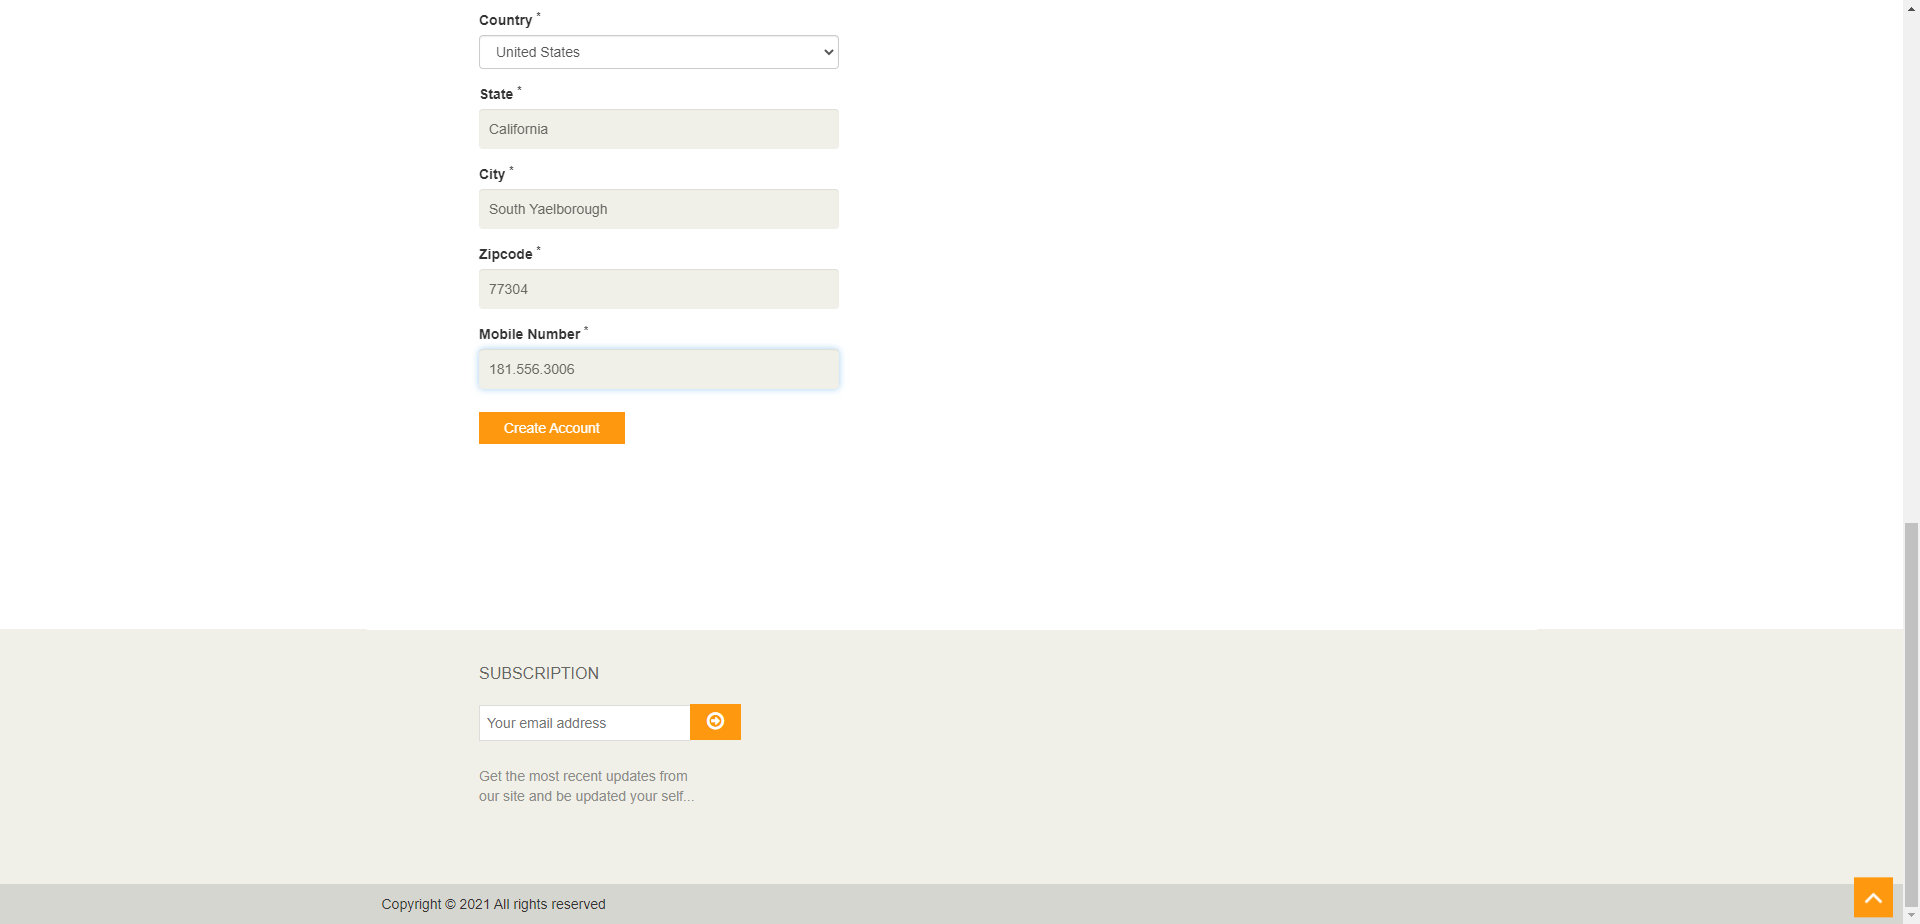 Country *
United States
State *
California
City *
South Yaelborough
Zipcode *
77304
Mobile Number *
181.556.3006
Create Account
SUBSCRIPTION
Your email address
Get the most recent updates from
our site and be updated your self...
Copyright © 2021 All rights reserved